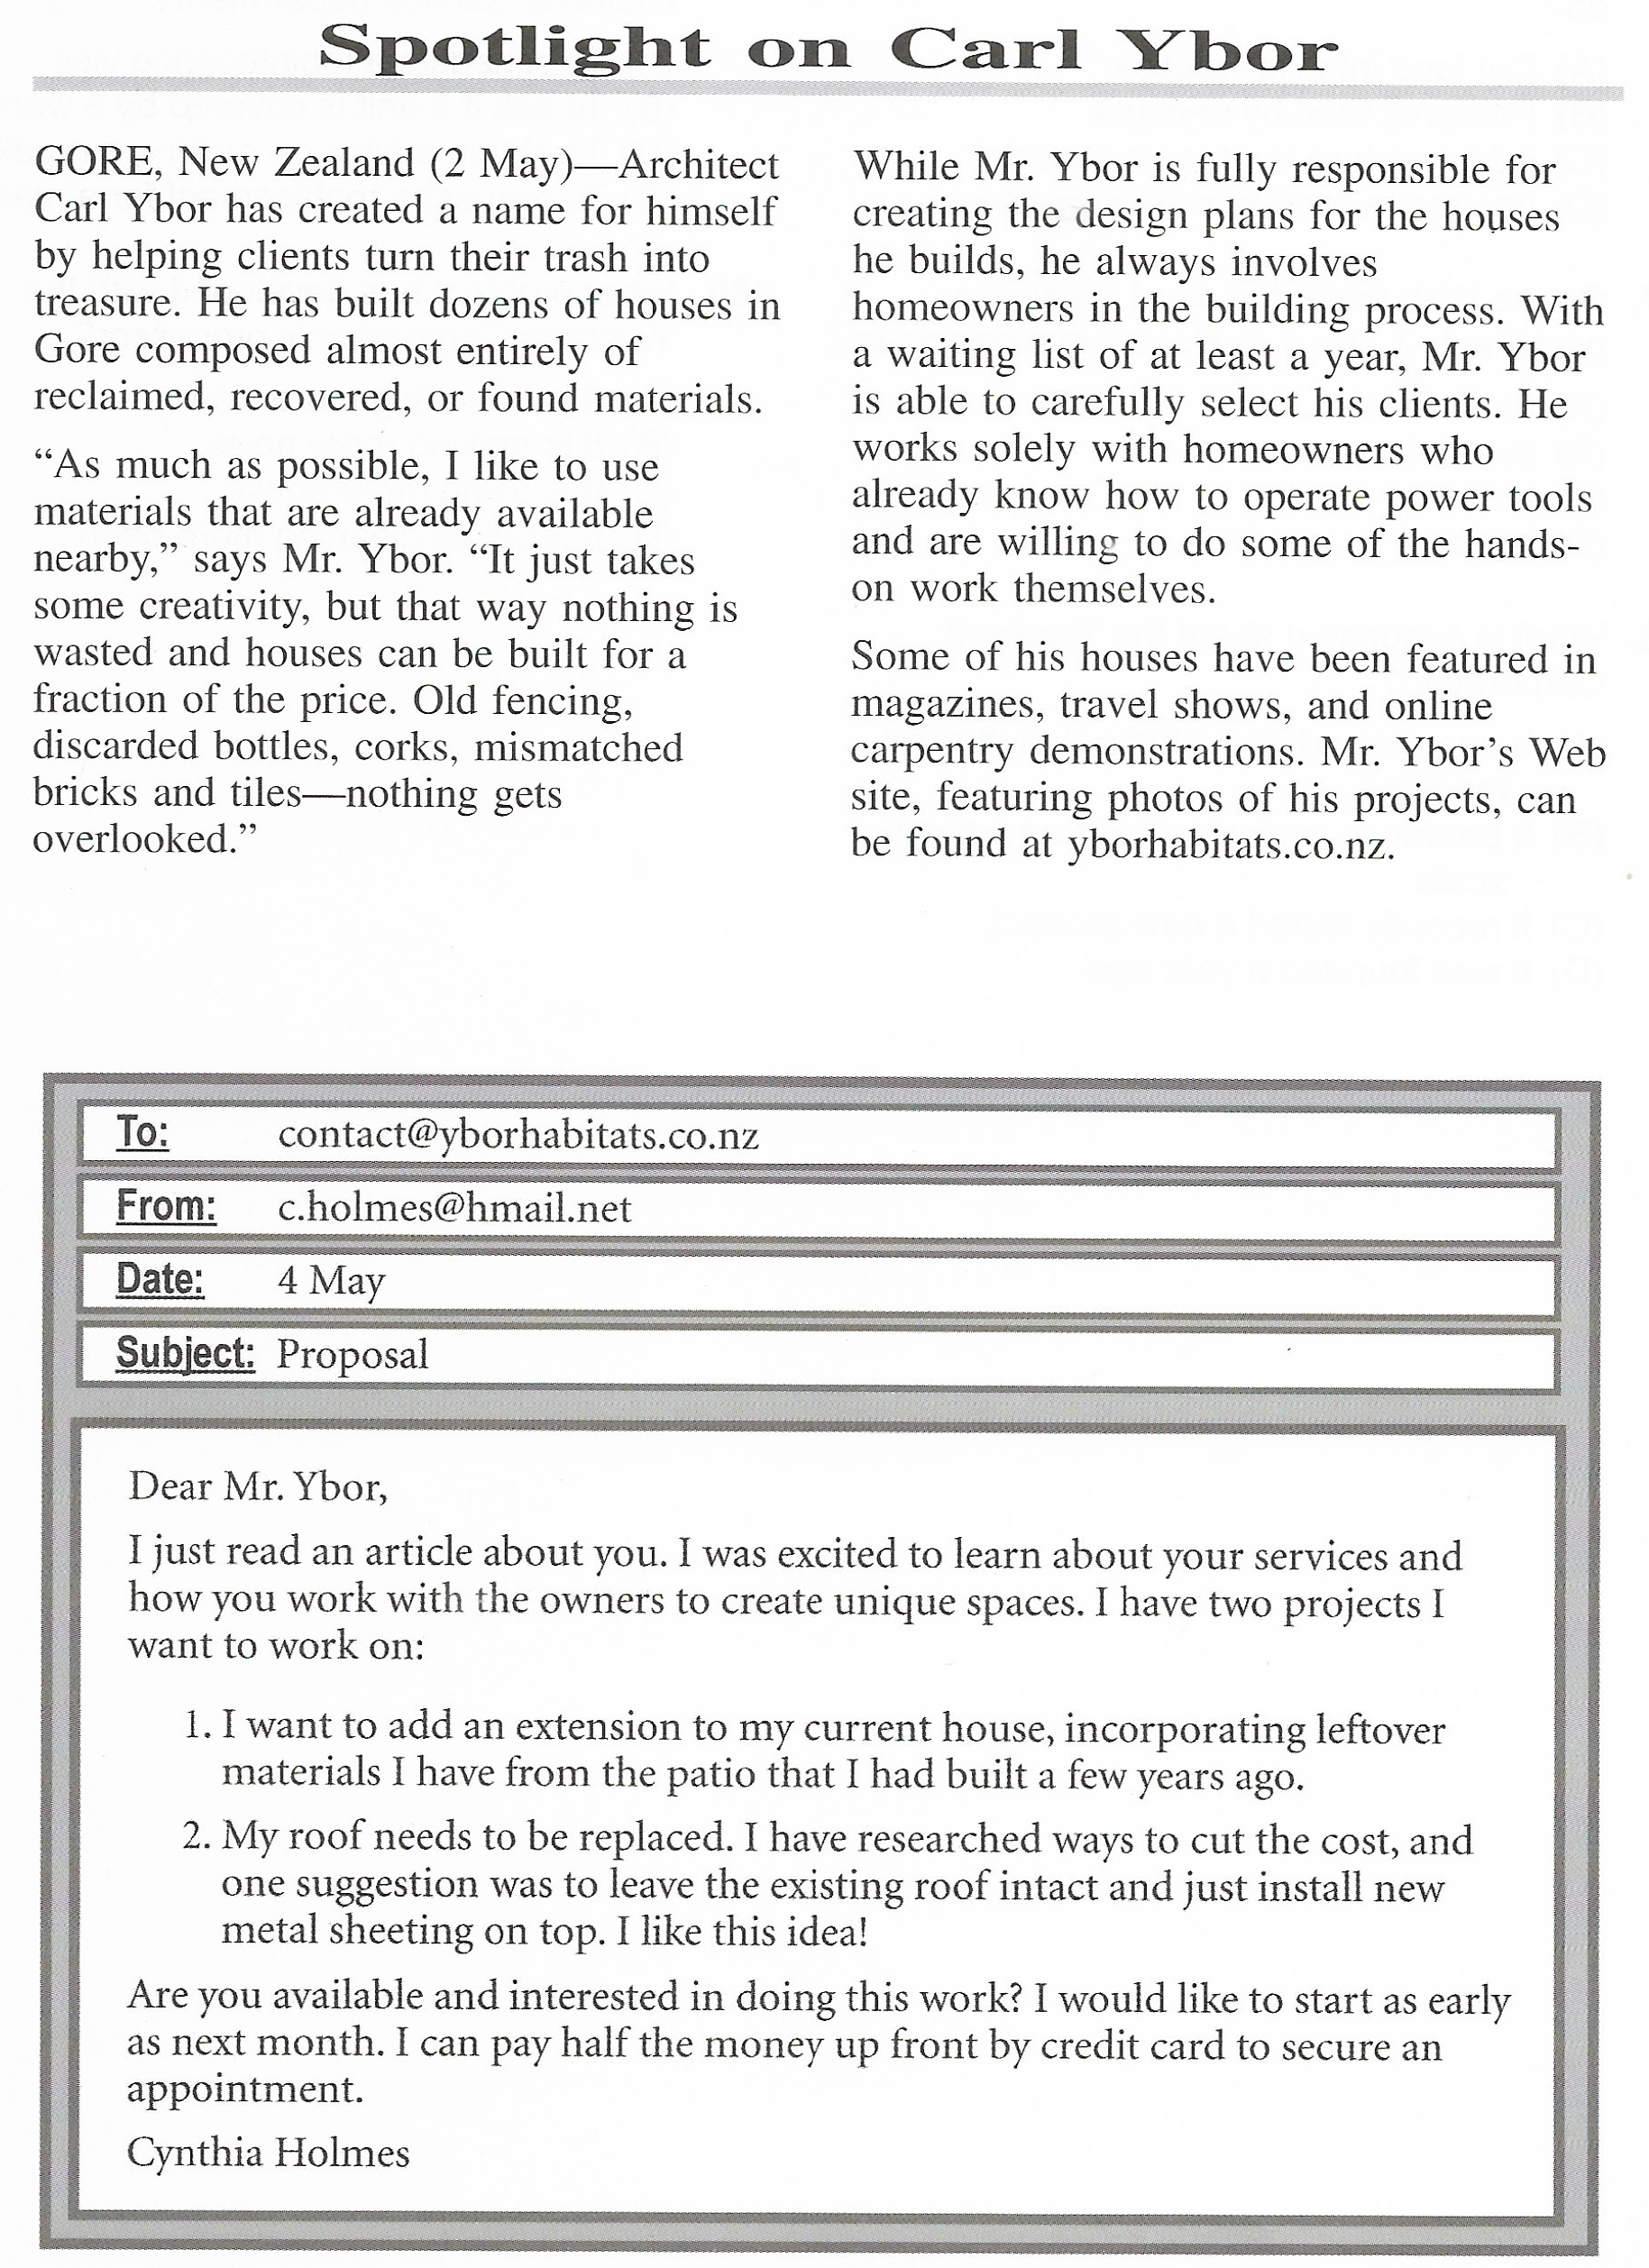 Spotlight on Carl Ybor
GORE, New Zealand (2 May)—Architect
Carl Ybor has created a name for himself
by helping clients turn their trash into
treasure. He has built dozens of houses in
Gore composed almost entirely of
reclaimed, recovered, or found materials.
“As much as possible, I like to use
materials that are already available
nearby,” says Mr. Ybor. “It just takes
some creativity, but that way nothing is
wasted and houses can be built for a
fraction of the price. Old fencing,
discarded bottles, corks, mismatched
bricks and tiles—nothing gets
overlooked.”
While Mr. Ybor is fully responsible for
creating the design plans for the houses
he builds, he always involves
homeowners in the building process. With
a waiting list of at least a year, Mr. Ybor
is able to carefully select his clients. He
works solely with homeowners who
already know how to operate power tools
and are willing to do some of the hands-
on work themselves.
Some of his houses have been featured in
magazines, travel shows, and online
carpentry demonstrations. Mr. Ybor’s Web
site, featuring photos of his projects, can
be found at yborhabitats.co.nz.
To: contact@yborhabitats.co.nz
From: c.holmes@hmail.net
Date: 4 May
Subject: Proposal
Dear Mr. Ybor,
I just read an article about you. I was excited to learn about your services and
how you work with the owners to create unique spaces. I have two projects I
want to work on:
1. I want to add an extension to my current house, incorporating leftover
materials I have from the patio that I had built a few years ago.
2. My roof needs to be replaced. I have researched ways to cut the cost, and
one suggestion was to leave the existing roof intact and just install new
metal sheeting on top. I like this idea!
Are you available and interested in doing this work? I would like to start as early
as next month. I can pay half the money up front by credit card to secure an
appointment.
Cynthia Holmes